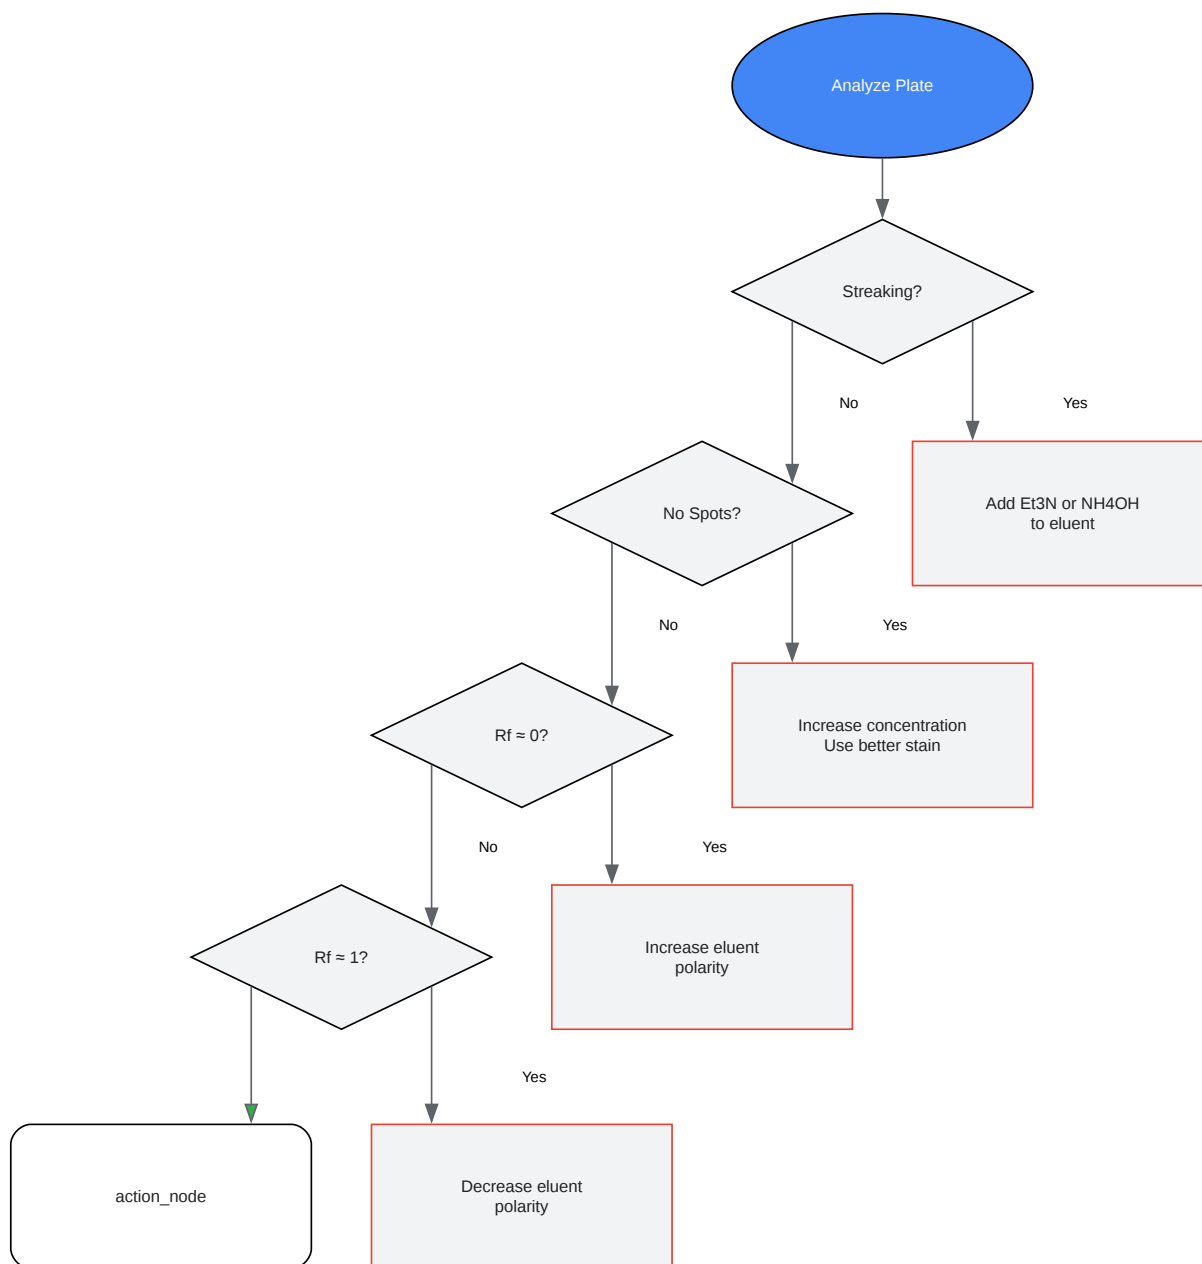 Analyze Plate
Streaking?
No
Yes
No Spots?
Add Et3N or NH4OH
to eluent
No
Yes
Rf ≈ 0?
Increase concentration
Use better stain
No
Yes
Rf ≈ 1?
Increase eluent
polarity
Yes
action_node
Decrease eluent
polarity